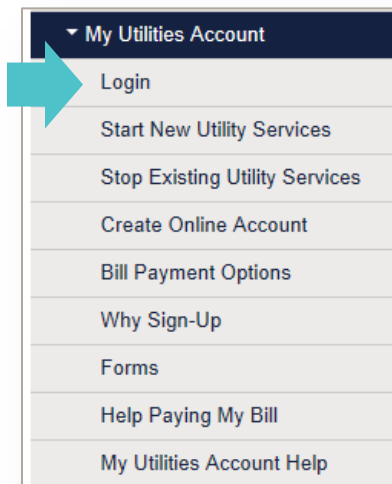 My Utilities Account
Login
Start New Utility Services
Stop Existing Utility Services
Create Online Account
Bill Payment Options
Why Sign-Up
Forms
Help Paying My Bill
My Utilities Account Help